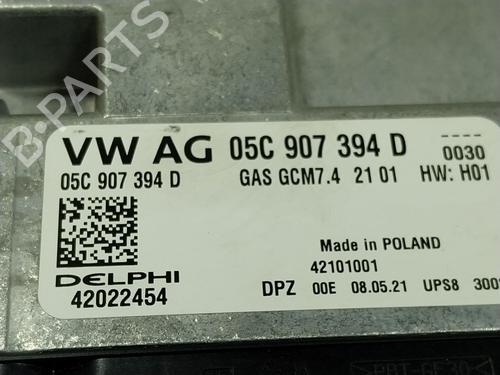 B-PARTS
VW AG 05C 907 394 D ----
0030
05C 907 394 D GAS GCM7.4 21 01 HW: H01
Made in POLAND
42101001
DELPHI
42022454
DPZ 00E 08.05.21 UPS8 300